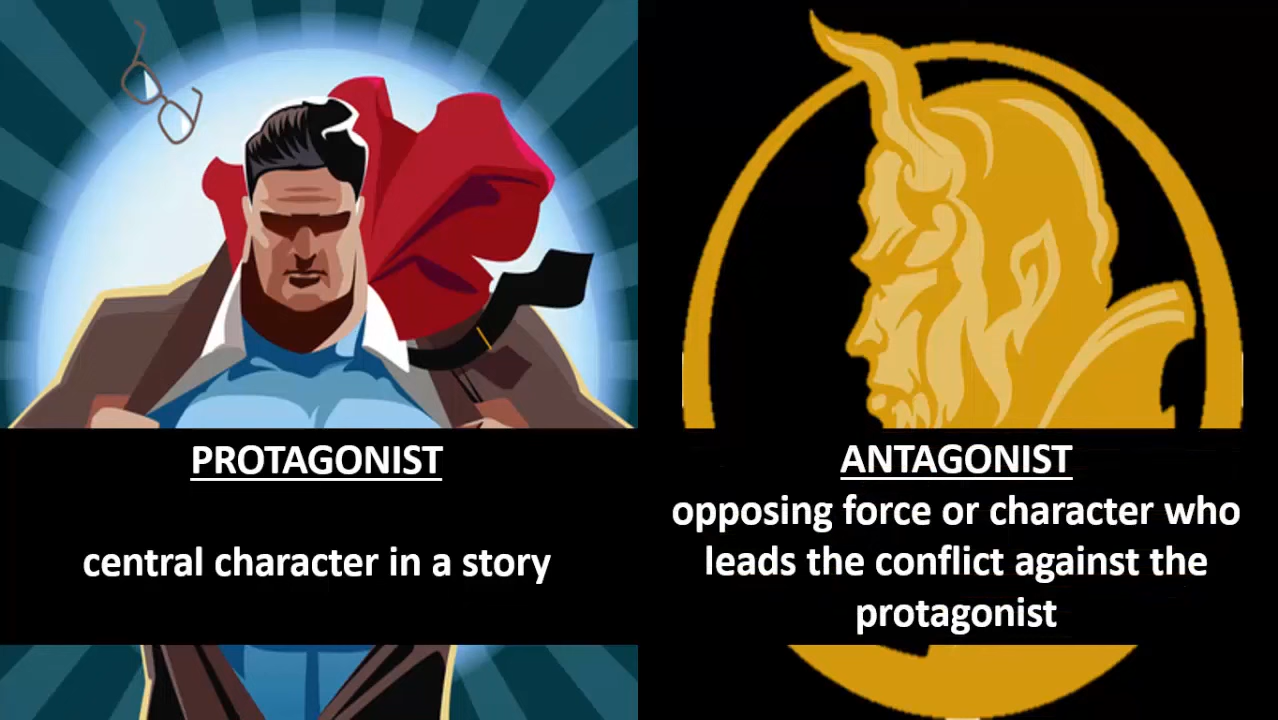 PROTAGONIST
central character in a story
ANTAGONIST
opposing force or character who
leads the conflict against the
protagonist